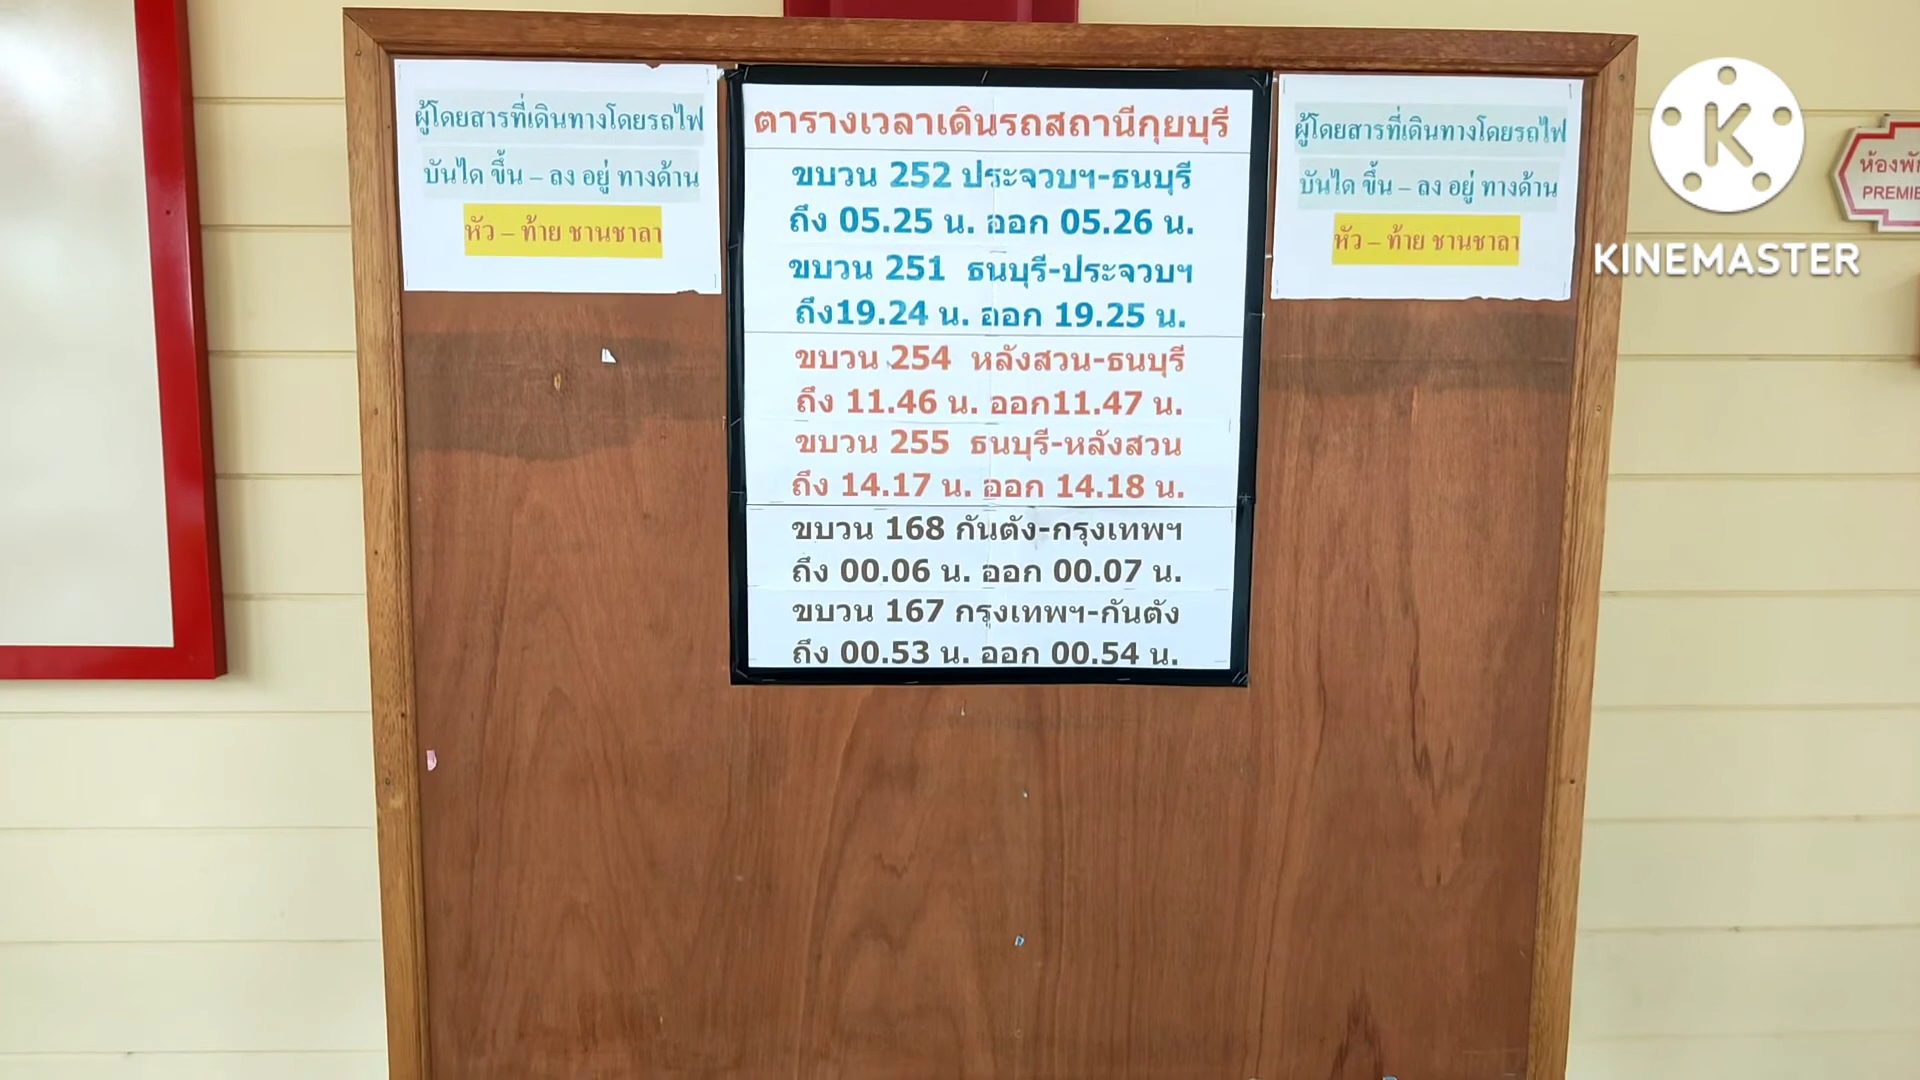 ผู้โดยสารที่เดินทางโดยรถไฟ
บันได ขึ้น – ลง อยู่ ทางด้าน
หัว – ท้าย ชานชาลา
ตารางเวลาเดินรถสถานีกุยบุรี
ขบวน 252 ประจวบฯ-ธนบุรี
ถึง 05.25 น. ออก 05.26 น.
ขบวน 251 ธนบุรี-ประจวบฯ
ถึง19.24 น. ออก 19.25 น.
ขบวน 254 หลังสวน-ธนบุรี
ถึง 11.46 น. ออก11.47 น.
ขบวน 255 ธนบุรี-หลังสวน
ถึง 14.17 น. ออก 14.18 น.
ขบวน 168 กันตัง-กรุงเทพฯ
ถึง 00.06 น. ออก 00.07 น.
ขบวน 167 กรุงเทพฯ-กันตัง
ถึง 00.53 น. ออก 00.54 น.
ผู้โดยสารที่เดินทางโดยรถไฟ
บันได ขึ้น – ลง อยู่ ทางด้าน
หัว – ท้าย ชานชาลา
K
KINEMASTER